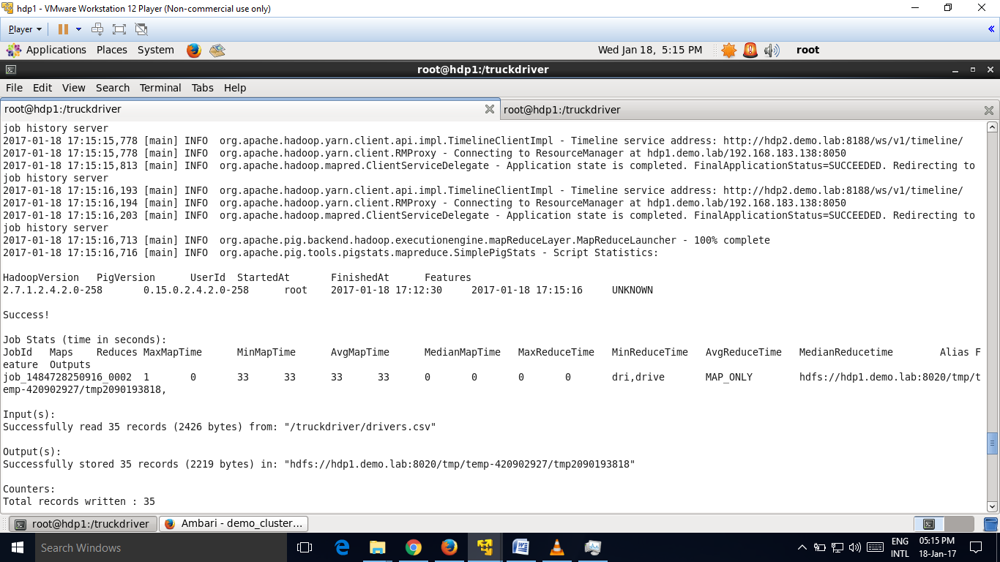 hdp1 - VMware Workstation 12 Player (Non-commercial use only)
Player
Applications Places System Wed Jan 18, 5:15 PM root
root@hdp1:/truckdriver
File Edit View Search Terminal Tabs Help
root@hdp1:/truckdriver root@hdp1:/truckdriver
job history server
2017-01-18 17:15:15,778 [main] INFO  org.apache.hadoop.yarn.client.api.impl.TimelineClientImpl - Timeline service address: http://hdp2.demo.lab:8188/ws/v1/timeline/
2017-01-18 17:15:15,778 [main] INFO  org.apache.hadoop.yarn.client.RMProxy - Connecting to ResourceManager at hdp1.demo.lab/192.168.183.138:8050
2017-01-18 17:15:15,813 [main] INFO  org.apache.hadoop.mapred.ClientServiceDelegate - Application state is completed. FinalApplicationStatus=SUCCEEDED. Redirecting to
job history server
2017-01-18 17:15:16,193 [main] INFO  org.apache.hadoop.yarn.client.api.impl.TimelineClientImpl - Timeline service address: http://hdp2.demo.lab:8188/ws/v1/timeline/
2017-01-18 17:15:16,194 [main] INFO  org.apache.hadoop.yarn.client.RMProxy - Connecting to ResourceManager at hdp1.demo.lab/192.168.183.138:8050
2017-01-18 17:15:16,203 [main] INFO  org.apache.hadoop.mapred.ClientServiceDelegate - Application state is completed. FinalApplicationStatus=SUCCEEDED. Redirecting to
job history server
2017-01-18 17:15:16,713 [main] INFO  org.apache.pig.backend.hadoop.executionengine.mapReduceLayer.MapReduceLauncher - 100% complete
2017-01-18 17:15:16,716 [main] INFO  org.apache.pig.tools.pigstats.mapreduce.SimplePigStats - Script Statistics:
HadoopVersion PigVersion UserId StartedAt FinishedAt Features
2.7.1.2.4.2.0-258 0.15.0.2.4.2.0-258 root 2017-01-18 17:12:30 2017-01-18 17:15:16 UNKNOWN
Success!
Job Stats (time in seconds):
JobId Maps Reduces MaxMapTime MinMapTime AvgMapTime MedianMapTime MaxReduceTime MinReduceTime AvgReduceTime MedianReducetime Alias F
eature Outputs
job_1484728250916_0002 1 0 33 33 33 33 0 0 0 0 dri,drive MAP_ONLY hdfs://hdp1.demo.lab:8020/tmp/t
emp-420902927/tmp2090193818,
Input(s):
Successfully read 35 records (2426 bytes) from: "/truckdriver/drivers.csv"
Output(s):
Successfully stored 35 records (2219 bytes) in: "hdfs://hdp1.demo.lab:8020/tmp/temp-420902927/tmp2090193818"
Counters:
Total records written : 35
root@hdp1:/truckdriver Ambari - demo_cluster...
Search Windows
ENG 05:15 PM
INTL 18-Jan-17